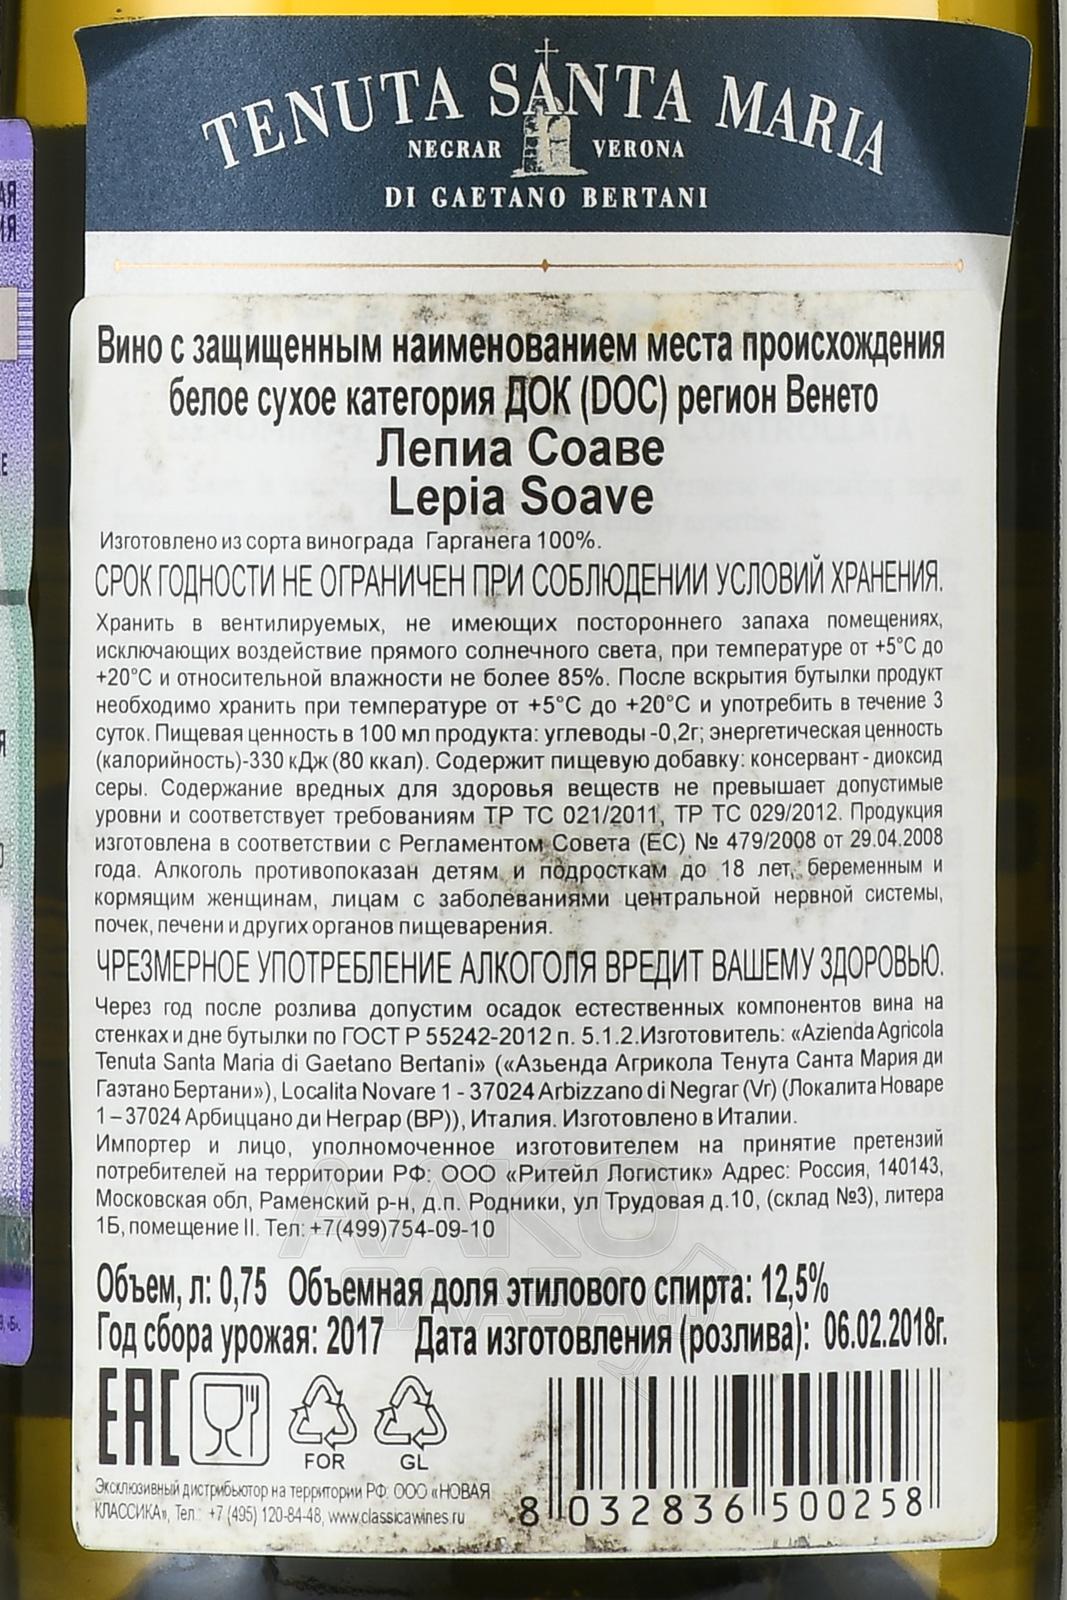 TENUTA SANTA MARIA
NEGRAR VERONA
DI GAETANO BERTANI
Вино с защищенным наименованием места происхождения
белое сухое категория ДОК (DOC) регион Венето
Лепиа Соаве
Lepia Soave
Изготовлено из сорта винограда Гарганега 100%.
СРОК ГОДНОСТИ НЕ ОГРАНИЧЕН ПРИ СОБЛЮДЕНИИ УСЛОВИЙ ХРАНЕНИЯ.
Хранить в вентилируемых, не имеющих постороннего запаха помещениях,
исключающих воздействие прямого солнечного света, при температуре от +5°С до
+20°С и относительной влажности не более 85%. После вскрытия бутылки продукт
необходимо хранить при температуре от +5°С до +20°С и употребить в течение 3
суток. Пищевая ценность в 100 мл продукта: углеводы -0,2г; энергетическая ценность
(калорийность)-330 кДж (80 ккал). Содержит пищевую добавку: консервант - диоксид
серы. Содержание вредных для здоровья веществ не превышает допустимые
уровни и соответствует требованиям ТР ТС 021/2011, ТР ТС 029/2012. Продукция
изготовлена в соответствии с Регламентом Совета (ЕС) № 479/2008 от 29.04.2008
года. Алкоголь противопоказан детям и подросткам до 18 лет, беременным и
кормящим женщинам, лицам с заболеваниями центральной нервной системы,
почек, печени и других органов пищеварения.
ЧРЕЗМЕРНОЕ УПОТРЕБЛЕНИЕ АЛКОГОЛЯ ВРЕДИТ ВАШЕМУ ЗДОРОВЬЮ.
Через год после розлива допустим осадок естественных компонентов вина на
стенках и дне бутылки по ГОСТ Р 55242-2012 п. 5.1.2.Изготовитель: «Azienda Agricola
Tenuta Santa Maria di Gaetano Bertani» («Азьенда Агрикола Тенута Санта Мария ди
Гаэтано Бертани»), Localita Novare 1 - 37024 Arbizzano di Negrar (Vr) (Локалита Новаре
1 – 37024 Арбиццано ди Неграр (ВР)), Италия. Изготовлено в Италии.
Импортер и лицо, уполномоченное изготовителем на принятие претензий
потребителей на территории РФ: ООО «Ритейл Логистик» Адрес: Россия, 140143,
Московская обл, Раменский р-н, д.п. Родники, ул Трудовая д.10, (склад №3), литера
1Б, помещение II. Тел: +7(499)754-09-10
Объем, л: 0,75 Объемная доля этилового спирта: 12,5%
Год сбора урожая: 2017 Дата изготовления (розлива): 06.02.2018г.
EAC
FOR GL
Эксклюзивный дистрибьютор на территории РФ: ООО «НОВАЯ
КЛАССИКА», Тел.: +7 (495) 120-84-48, www.classicawines.ru
8 032836 500258